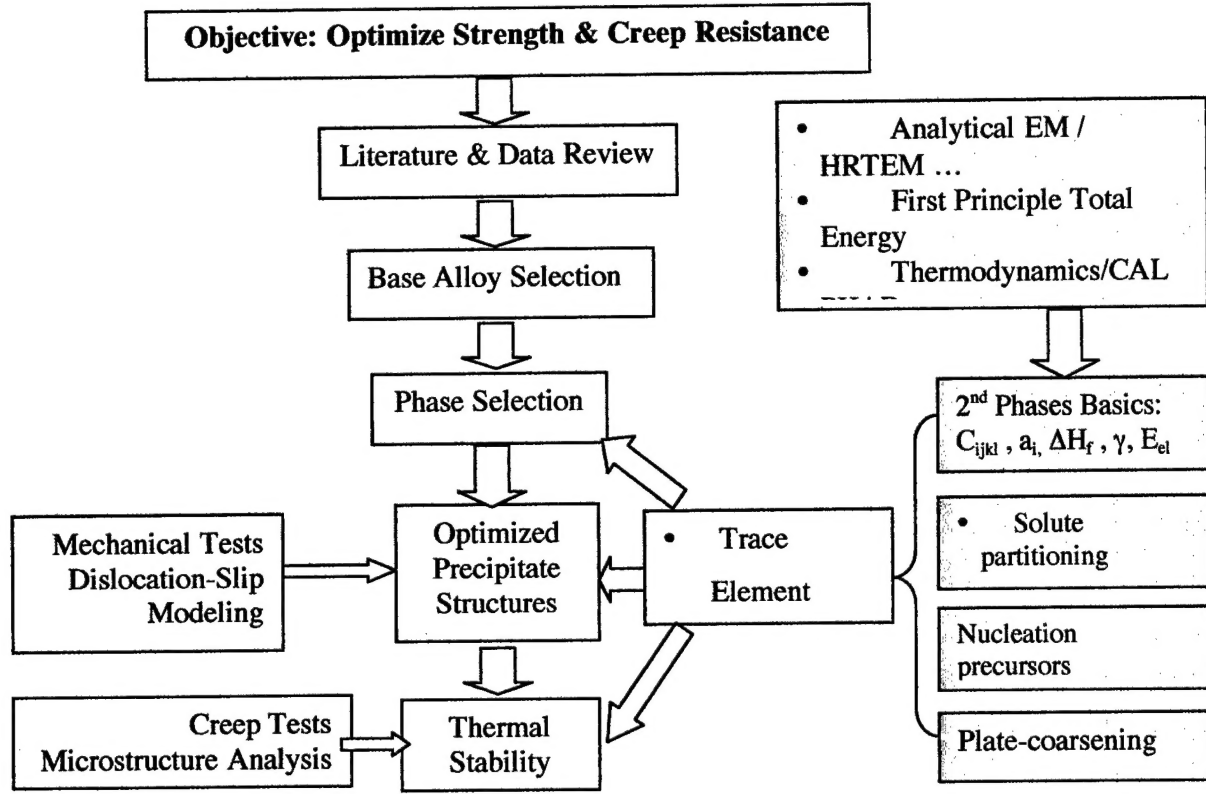 Objective: Optimize Strength & Creep Resistance
Literature & Data Review
Base Alloy Selection
Phase Selection
Optimized
Precipitate
Structures
Thermal
Stability
Mechanical Tests
Dislocation-Slip
Modeling
Creep Tests
Microstructure Analysis
• Trace
Element
• Analytical EM /
HRTEM …
• First Principle Total
Energy
• Thermodynamics/CAL
2nd Phases Basics:
Cijkl , ai, ΔHf , γ, Eel
• Solute
partitioning
Nucleation
precursors
Plate-coarsening